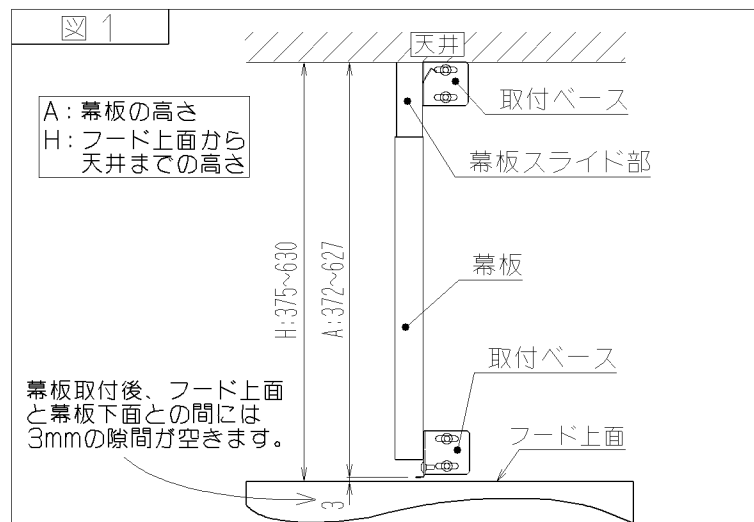 図1
天井
A:幕板の高さ
H:フード上面から
天井までの高さ
取付ベース
幕板スライド部
H:375~630
A:372~627
幕板
取付ベース
幕板取付後、フード上面
と幕板下面との間には
3mmの隙間が空きます。
フード上面
3